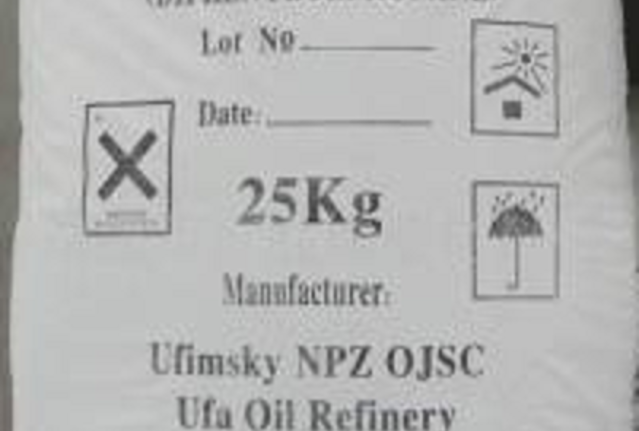 Lot No
Date:
25Kg
Manufacturer:
Ufimsky NPZ OJSC
Ufa Oil Refinery